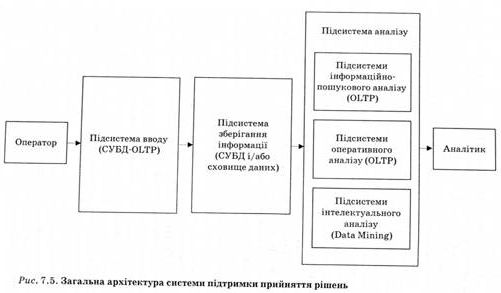 Підсистема аналізу
Підсистеми
інформаційно-
пошукового аналізу
(OLTP)
Оператор
Підсистема вводу
(СУБД-OLTP)
Підсистема
зберігання
інформації
(СУБД і/або
сховище даних)
Підсистеми
оперативного
аналізу (OLTP)
Аналітик
Підсистеми
інтелектуального
аналізу
(Data Mining)
Рис. 7.5. Загальна архітектура системи підтримки прийняття рішень